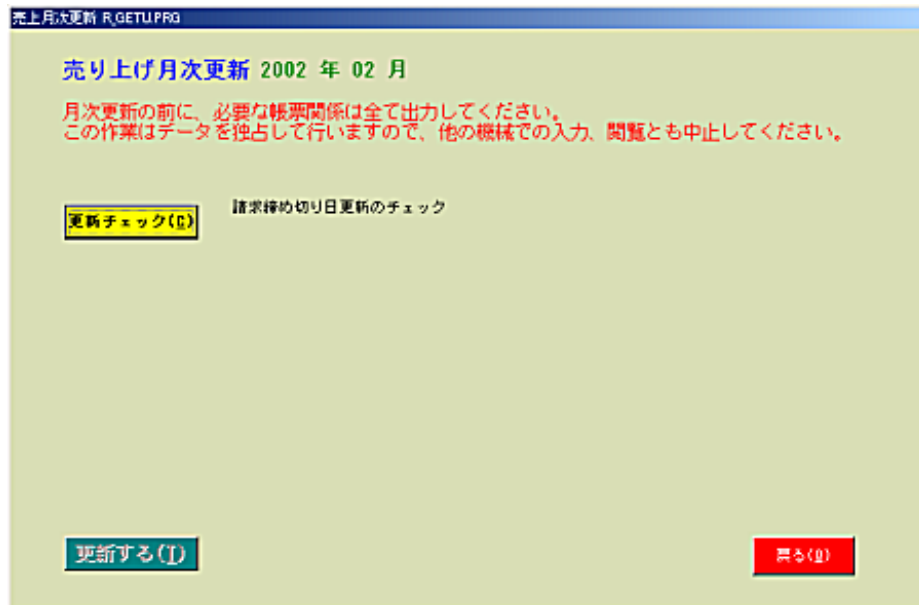 売上月次更新 R_GETU.PRG
売り上げ月次更新 2002 年 02 月
月次更新の前に、必要な帳票関係は全て出力してください。
この作業はデータを独占して行いますので、他の機械での入力、閲覧とも中止してください。
更新チェック(C) 請求締め切り日更新のチェック
更新する(T) 戻る(Q)